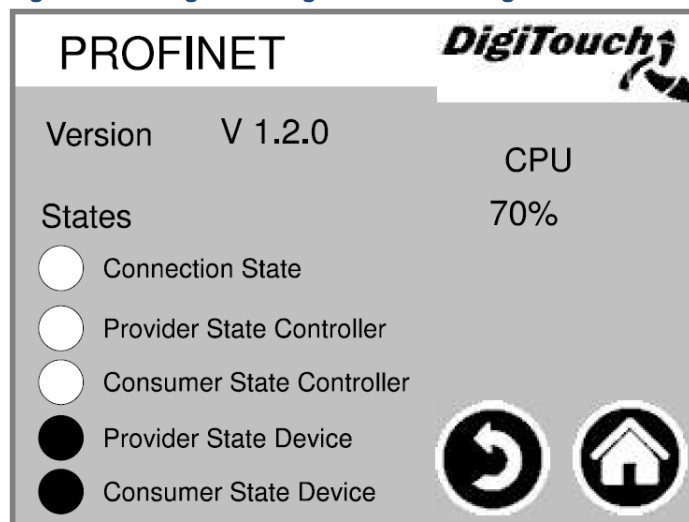 PROFINET
DigiTouch
Version V 1.2.0
CPU
70%
States
Connection State
Provider State Controller
Consumer State Controller
Provider State Device
Consumer State Device